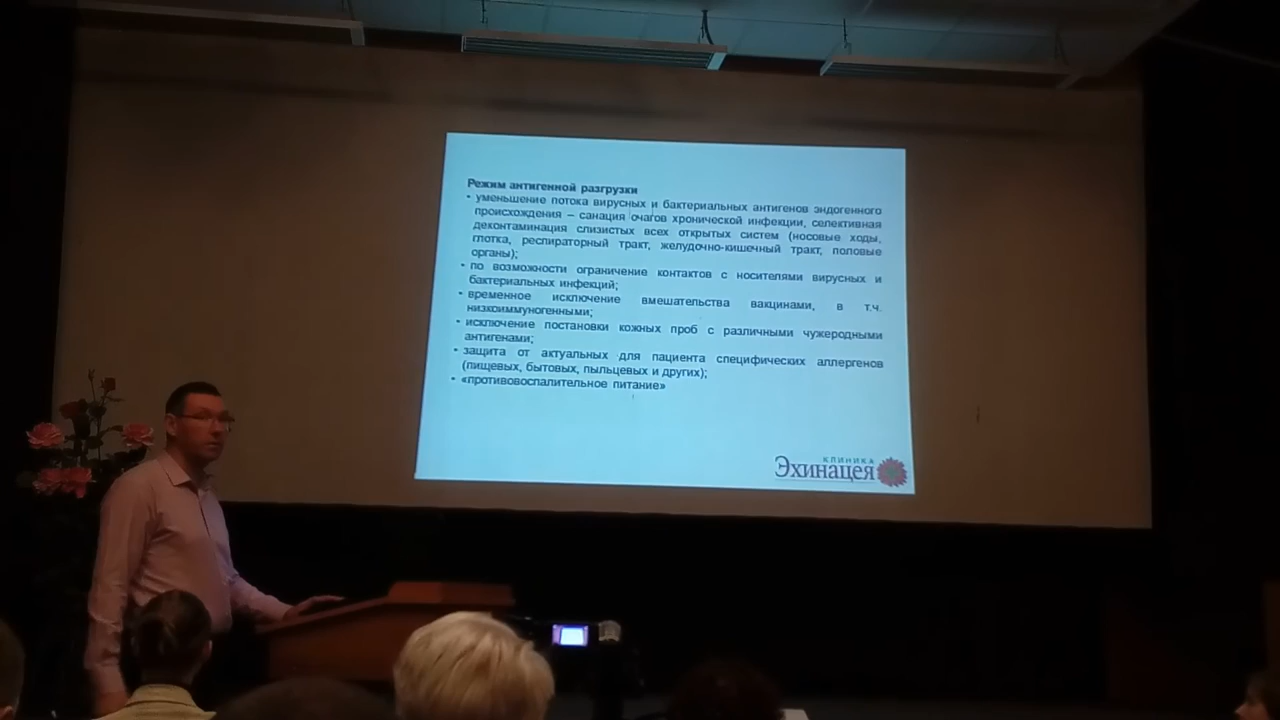 Режим антигенной разгрузки
• уменьшение потока вирусных и бактериальных антигенов эндогенного
происхождения – санация очагов хронической инфекции, селективная
деконтаминация слизистых всех открытых систем (носовые ходы,
глотка, респираторный тракт, желудочно-кишечный тракт, половые
органы);
• по возможности ограничение контактов с носителями вирусных и
бактериальных инфекций;
• временное исключение вмешательства вакцинами, в т.ч.
низкоиммуногенными;
• исключение постановки кожных проб с различными чужеродными
антигенами;
• защита от актуальных для пациента специфических аллергенов
(пищевых, бытовых, пыльцевых и других);
• «противовоспалительное питание»
КЛИНИКА
Эхинацея